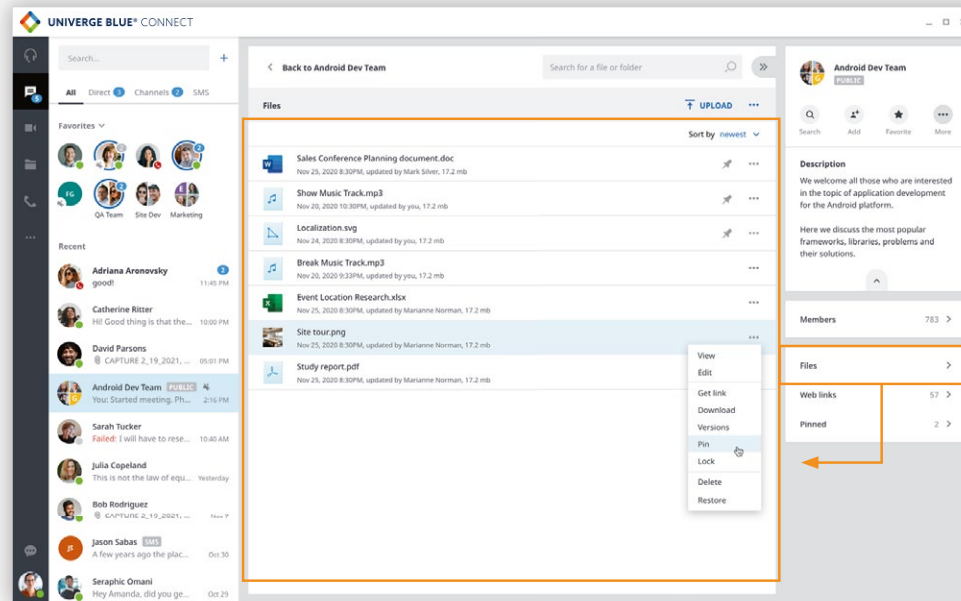 UNIVERGE BLUE® CONNECT
Search...
All Direct 3 Channels 2 SMS
Favorites
FG
QA Team Site Dev Marketing
Recent
Adriana Aronovsky 2
good! 11:45 PM
Catherine Ritter
Hi! Good thing is that the... 10:00 PM
David Parsons
CAPTURE 2_19_2021, ... 05:01 PM
Android Dev Team PUBLIC
You: Started meeting. Ph... 2:16 PM
Sarah Tucker
Failed: I will have to rese... 10:40 AM
Julia Copeland
This is not the law of equ... Yesterday
Bob Rodriguez
CAPTURE 2_19_2021, ... Nov 7
JS
Jason Sabas SMS
A few years ago the plac... Oct 30
Seraphic Omani
Hey Amanda, did you ge... Oct 29
Back to Android Dev Team
Search for a file or folder
Files
UPLOAD
Sort by newest
Sales Conference Planning document.doc
Nov 25, 2020 8:30PM, updated by Mark Silver, 17.2 mb
Show Music Track.mp3
Nov 20, 2020 10:30PM, updated by you, 17.2 mb
Localization.svg
Nov 24, 2020 8:30PM, updated by you, 17.2 mb
Break Music Track.mp3
Nov 20, 2020 9:33PM, updated by you, 17.2 mb
Event Location Research.xlsx
Nov 25, 2020 8:30PM, updated by Marianne Norman, 17.2 mb
Site tour.png
Nov 25, 2020 8:30PM, updated by Marianne Norman, 17.2 mb
Study report.pdf
Nov 25, 2020 8:30PM, updated by Marianne Norman, 17.2 mb
View
Edit
Get link
Download
Versions
Pin
Lock
Delete
Restore
Android Dev Team
PUBLIC
Search Add Favorite More
Description
We welcome all those who are interested
in the topic of application development
for the Android platform.
Here we discuss the most popular
frameworks, libraries, problems and
their solutions.
Members 783
Files
Web links 57
Pinned 2